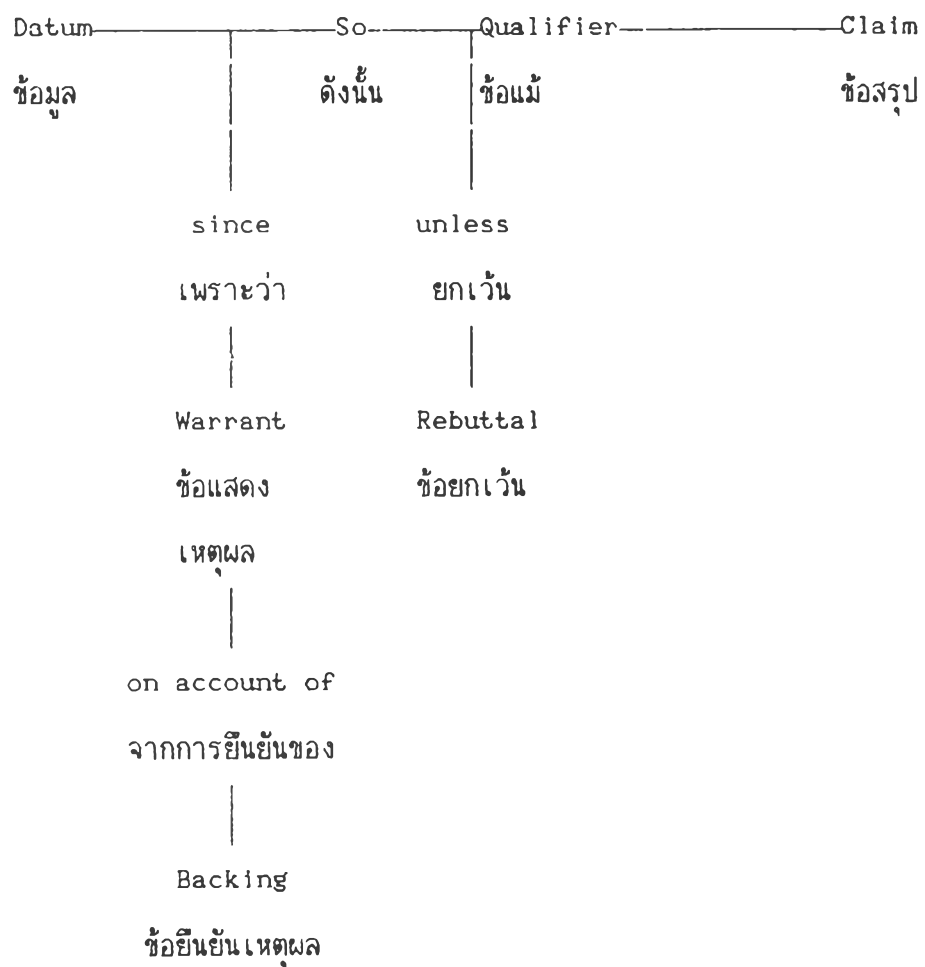 Datum So Qualifier Claim
ข้อมูล ดังนั้น ข้อแม้ ข้อสรุป
since unless
เพราะว่า ยกเว้น
Warrant Rebuttal
ข้อแสดง ข้อยกเว้น
เหตุผล
on account of
จากการยืนยันของ
Backing
ข้อยืนยันเหตุผล